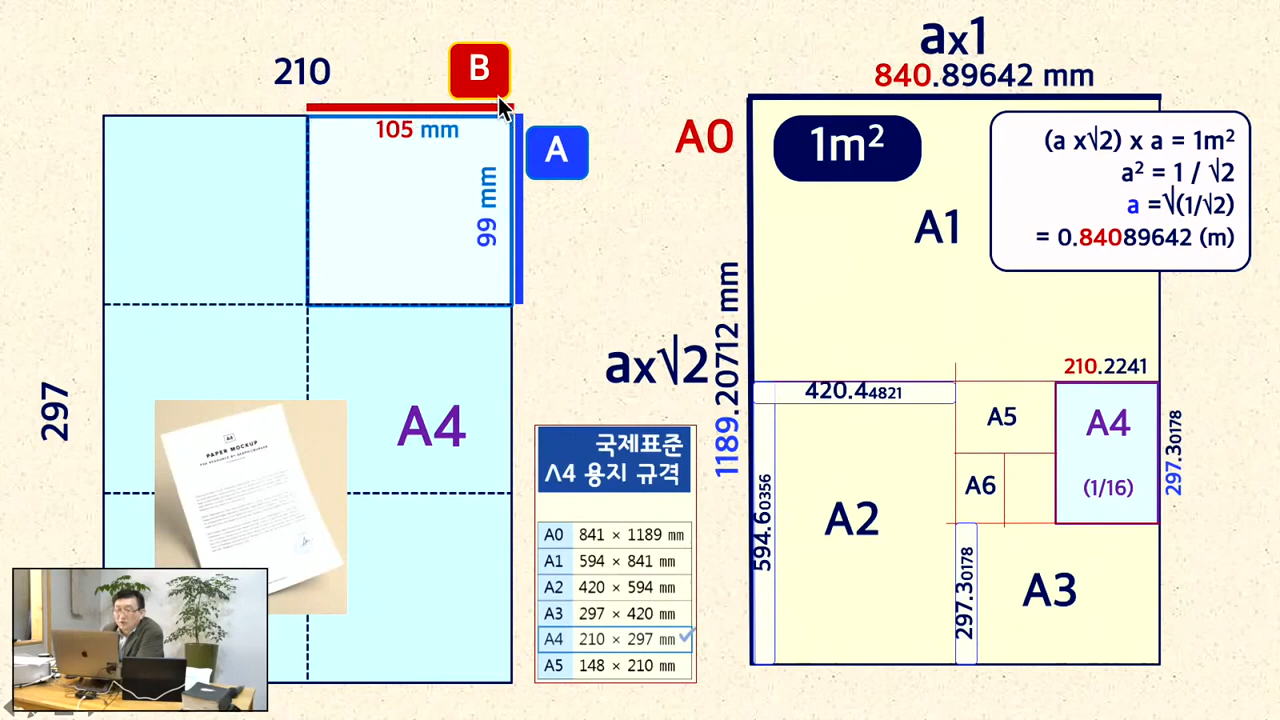 210
B
105 mm
A
99 mm
297
A4
A4
PAPER MOCKUP
국제표준
A4 용지 규격
A0 841 × 1189 mm
A1 594 × 841 mm
A2 420 × 594 mm
A3 297 × 420 mm
A4 210 × 297 mm
A5 148 × 210 mm
ax1
840.89642 mm
A0
1m²
(a x√2) x a = 1m²
a² = 1 / √2
a =√(1/√2)
= 0.84089642 (m)
A1
ax√2
1189.20712 mm
210.2241
420.44821
A5
A4
(1/16)
297.30178
A6
594.60356
A2
297.30178
A3